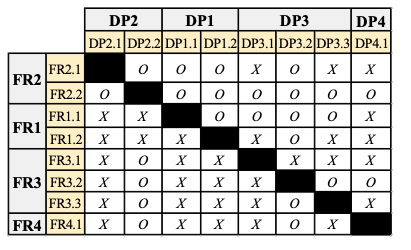 DP2 DP1 DP3 DP4
DP2.1 DP2.2 DP1.1 DP1.2 DP3.1 DP3.2 DP3.3 DP4.1
FR2 FR2.1 O O O X O X X
FR2.2 O O O O O O O
FR1 FR1.1 X X O O O O X
FR1.2 X X X X O X X
FR3 FR3.1 X O X X X X X
FR3.2 X O X X X O O
FR3.3 X O X X X O X
FR4 FR4.1 X O X X X O X